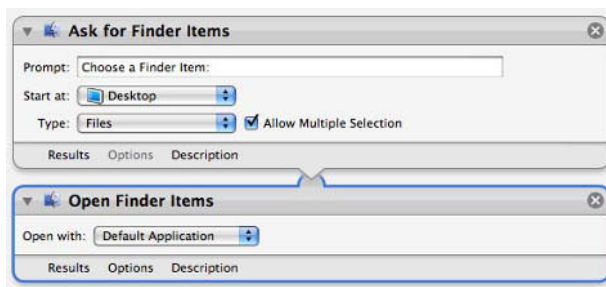 Ask for Finder Items
Prompt: Choose a Finder Item:
Start at: Desktop
Type: Files Allow Multiple Selection
Results Options Description
Open Finder Items
Open with: Default Application
Results Options Description